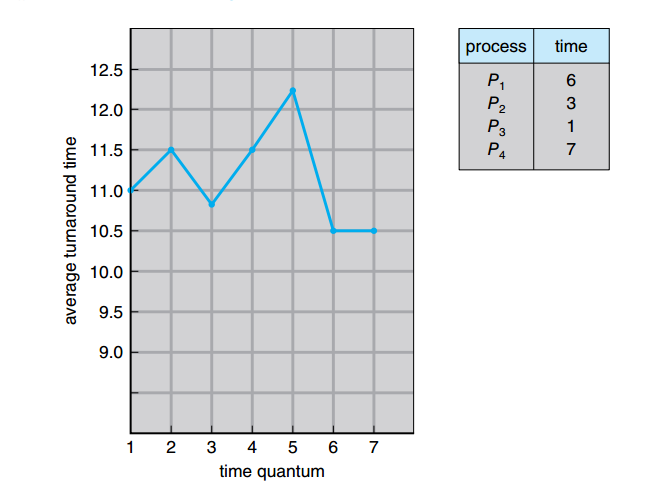 average turnaround time
12.5
12.0
11.5
11.0
10.5
10.0
9.5
9.0
1 2 3 4 5 6 7
time quantum
process time
P1 6
P2 3
P3 1
P4 7